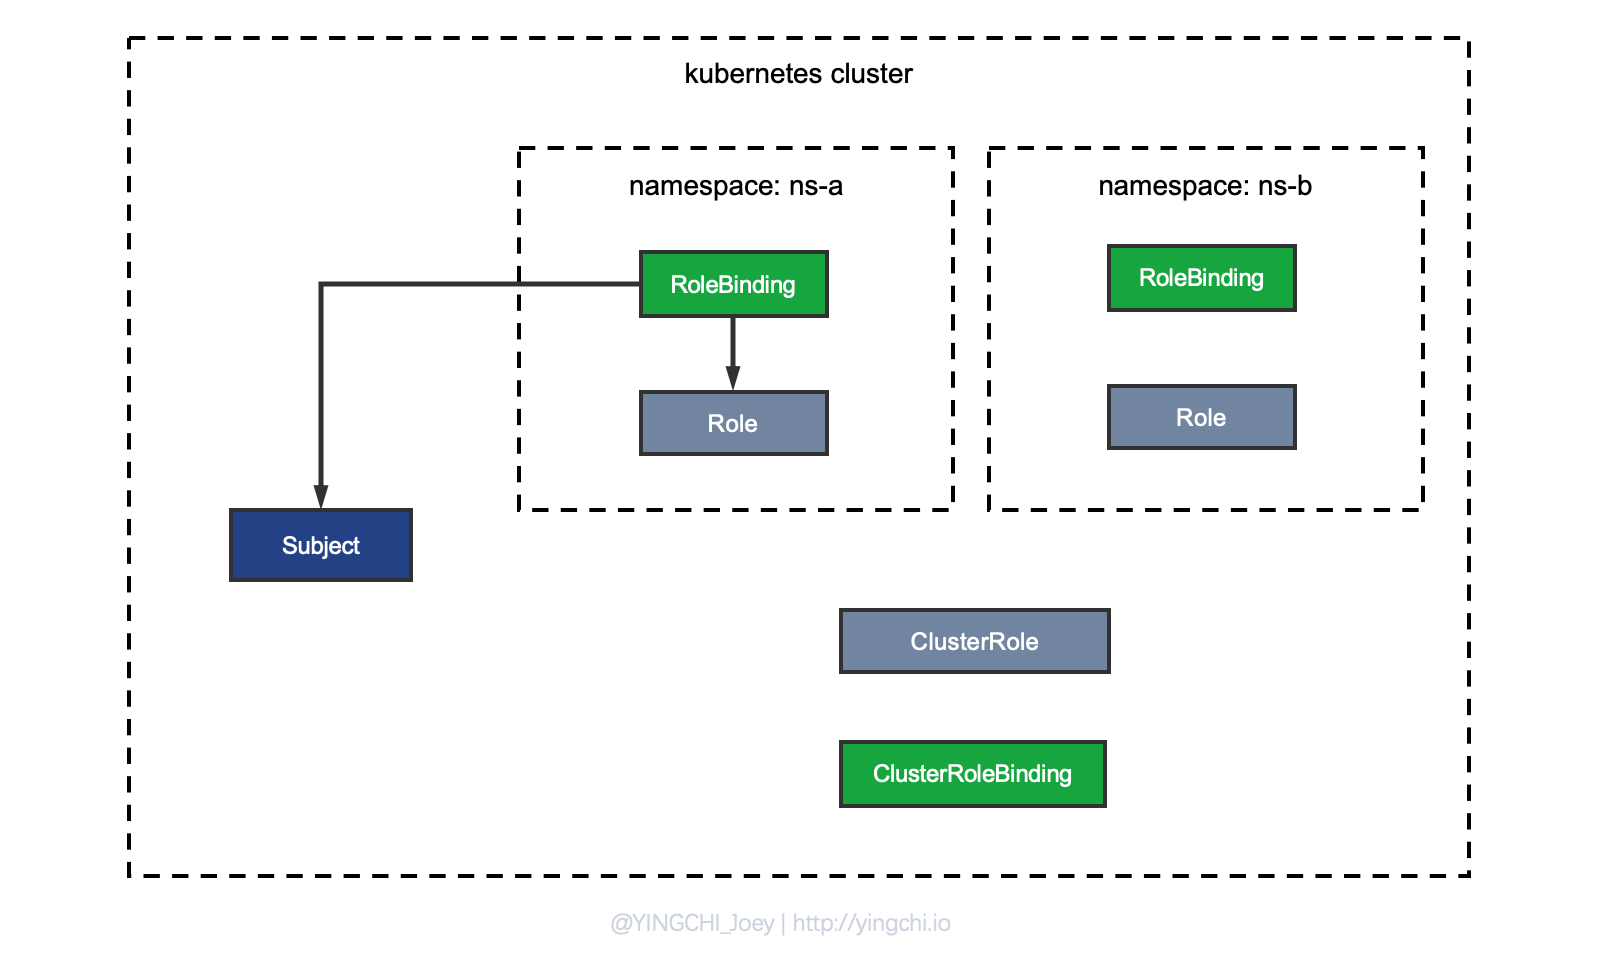 kubernetes cluster
namespace: ns-a
RoleBinding
Role
namespace: ns-b
RoleBinding
Role
Subject
ClusterRole
ClusterRoleBinding
@YINGCHI_Joey | http://yingchi.io